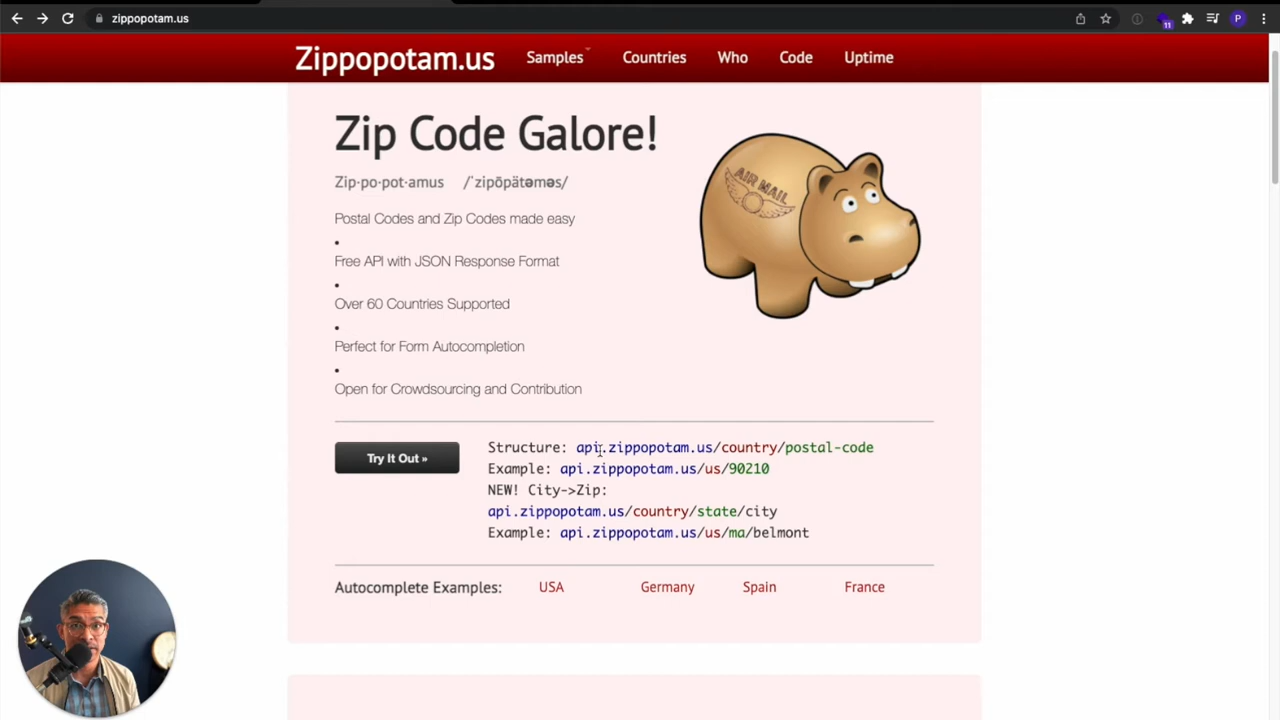 zippopotam.us
11
P
Zippopotam.us
Samples
Countries
Who
Code
Uptime
Zip Code Galore!
Zip·po·pot·amus /ˈzipōpätəməs/
Postal Codes and Zip Codes made easy
•
Free API with JSON Response Format
•
Over 60 Countries Supported
•
Perfect for Form Autocompletion
•
Open for Crowdsourcing and Contribution
AIR MAIL
Try It Out »
Structure: api.zippopotam.us/country/postal-code
Example: api.zippopotam.us/us/90210
NEW! City->Zip:
api.zippopotam.us/country/state/city
Example: api.zippopotam.us/us/ma/belmont
Autocomplete Examples: USA Germany Spain France